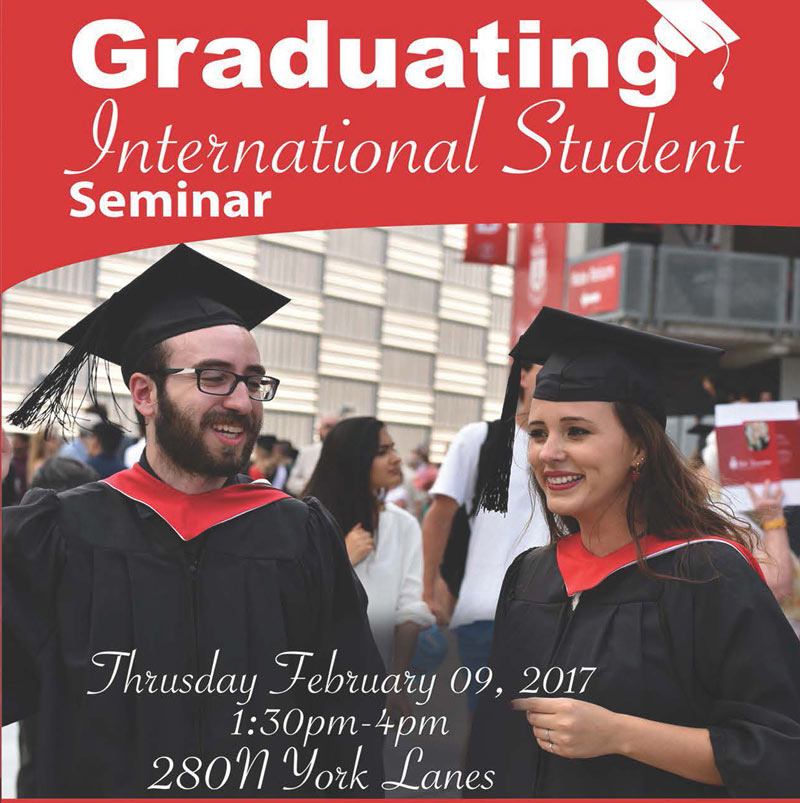 Graduating
International Student
Seminar
Thrusday February 09, 2017
1:30pm-4pm
280N York Lanes